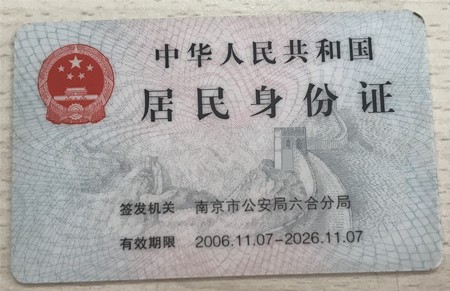 中华人民共和国
居民身份证
签发机关 南京市公安局六合分局
有效期限 2006.11.07-2026.11.07